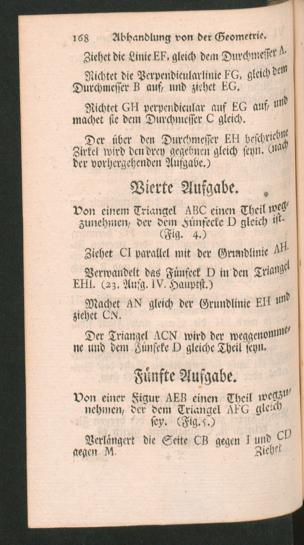 168 Abhandlung von der Geometrie.
Ziehet die Linie EF, gleich dem Durchmesser A.
Richtet die Perpendicularlinie FG, gleich dem
Durchmesser B auf, und ziehet EG.
Richtet GH perpendicular auf EG auf, und
machet sie dem Durchmesser C gleich.
Der über den Durchmesser EH beschriebne
Zirkel wird den drey gegebnen gleich seyn. (nach
der vorhergehenden Aufgabe.)
Vierte Aufgabe.
Von einem Triangel ABC einen Theil weg-
zunehmen, der dem Fünfecke D gleich ist.
(Fig. 4.)
Ziehet CI parallel mit der Grundlinie AH.
Verwandelt das Fünfeck D in den Triangel
EHI. (23. Aufg. IV. Hauptst.)
Machet AN gleich der Grundlinie EH und
ziehet CN.
Der Triangel ACN wird der weggenomme-
ne und dem Fünfecke D gleiche Theil seyn.
Fünfte Aufgabe.
Von einer Figur AEB einen Theil wegzu-
nehmen, der dem Triangel AFG gleich
sey. (Fig. 5.)
Verlängert die Seite CB gegen I und CD
gegen M.
Ziehet